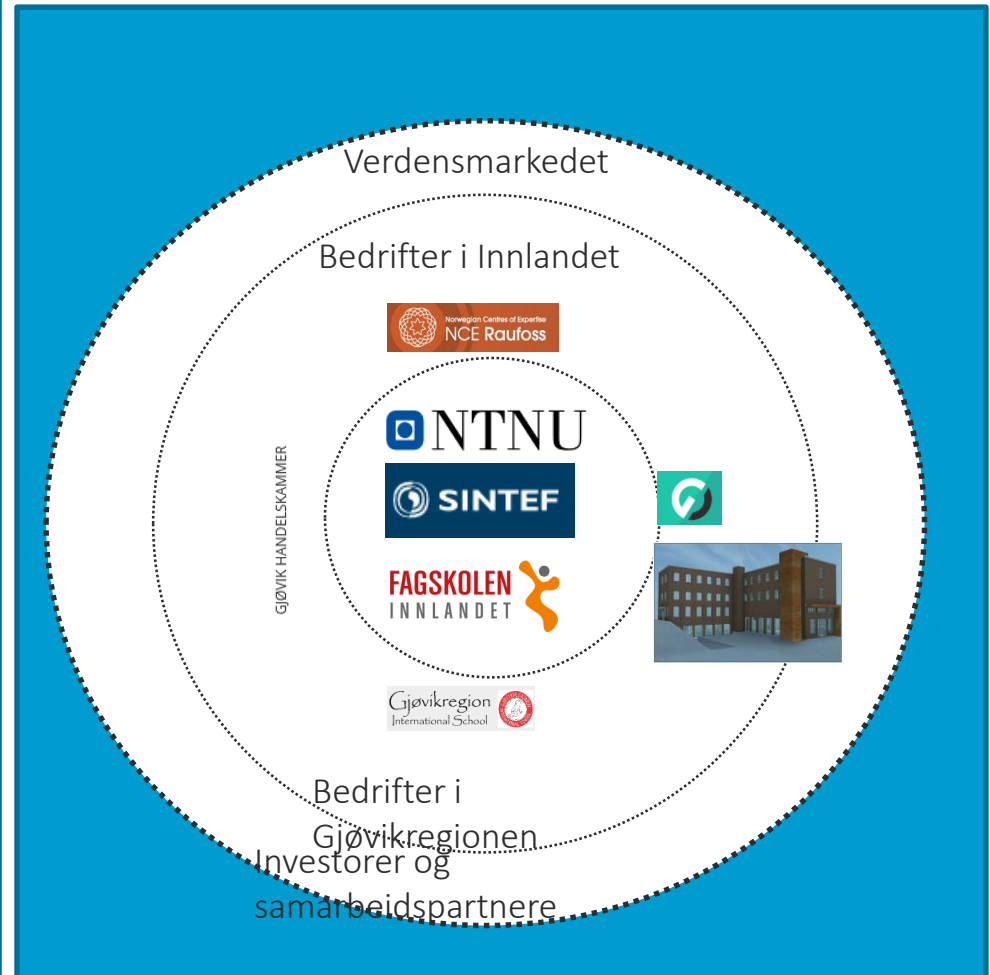 Verdensmarkedet
Bedrifter i Innlandet
Norwegian Centres of Expertise
NCE Raufoss
NTNU
SINTEF
GJØVIK HANDELSKAMMER
FAGSKOLEN
INNLANDET
Gjøvikregion
International School
Bedrifter i
Gjøvikregionen
Investorer og
samarbeidspartnere